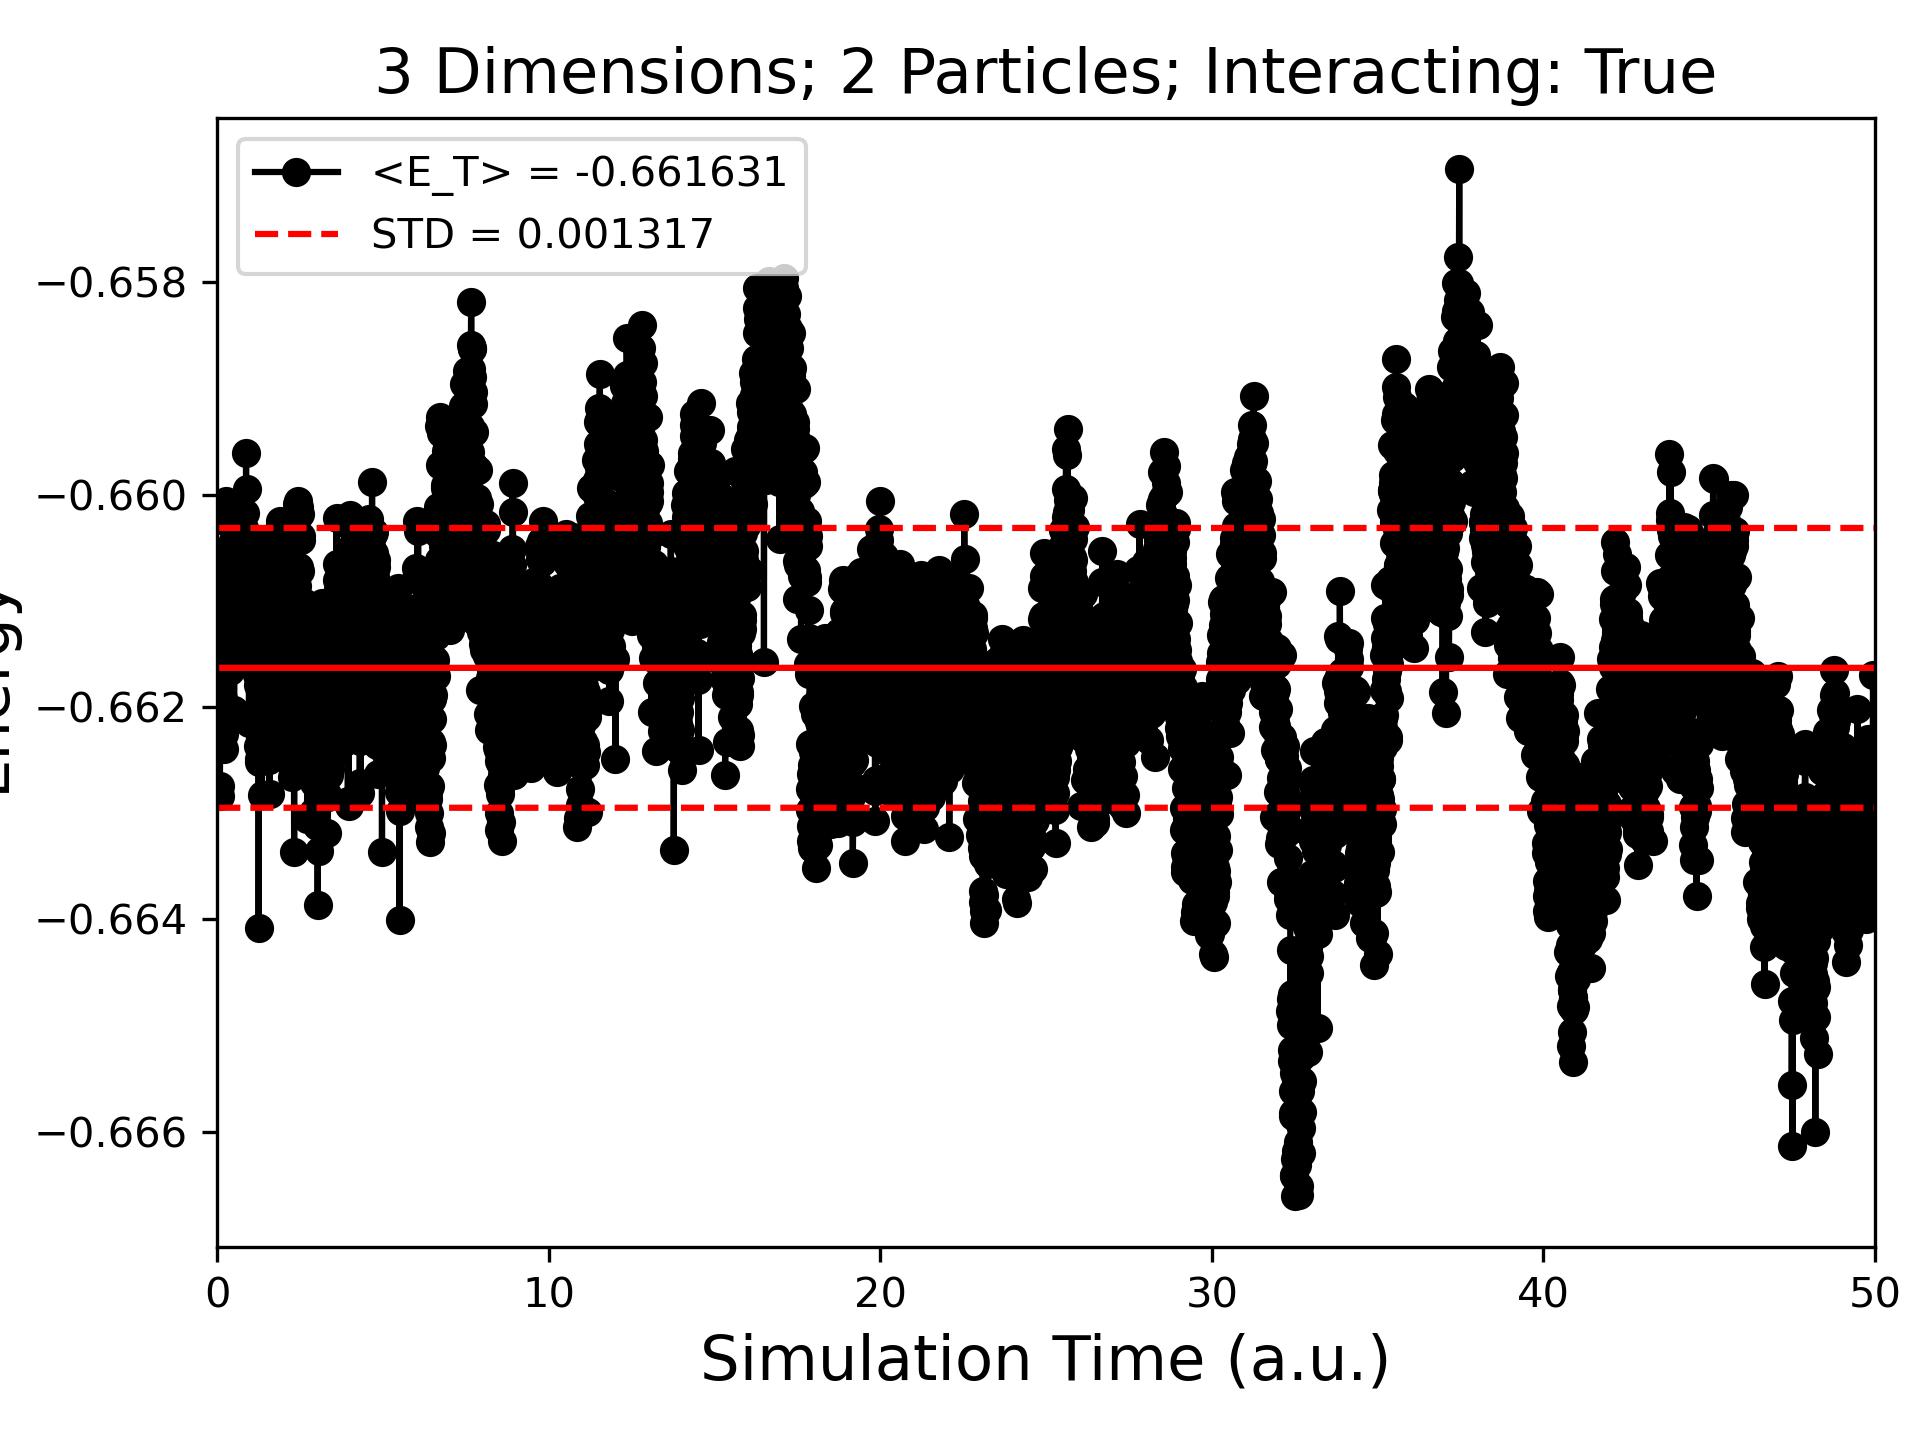 3 Dimensions; 2 Particles; Interacting: True
<E_T> = -0.661631
STD = 0.001317
−0.658
−0.660
−0.662
−0.664
−0.666
Energy
0 10 20 30 40 50
Simulation Time (a.u.)